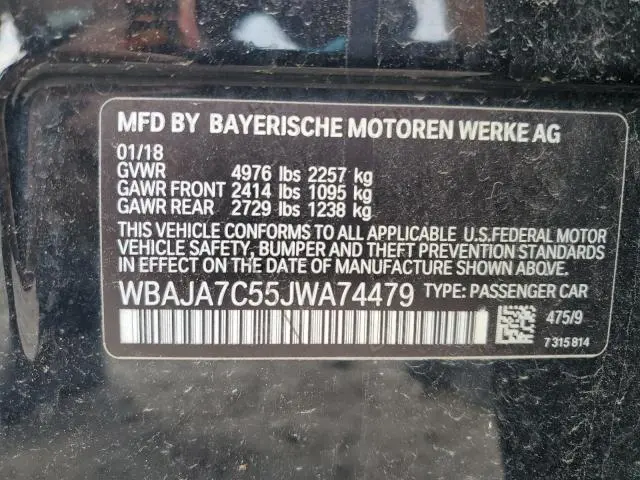 MFD BY BAYERISCHE MOTOREN WERKE AG
01/18
GVWR 4976 lbs 2257 kg
GAWR FRONT 2414 lbs 1095 kg
GAWR REAR 2729 lbs 1238 kg
THIS VEHICLE CONFORMS TO ALL APPLICABLE U.S.FEDERAL MOTOR
VEHICLE SAFETY, BUMPER AND THEFT PREVENTION STANDARDS
IN EFFECT ON THE DATE OF MANUFACTURE SHOWN ABOVE.
WBAJA7C55JWA74479 TYPE: PASSENGER CAR
475/9
7 315 814